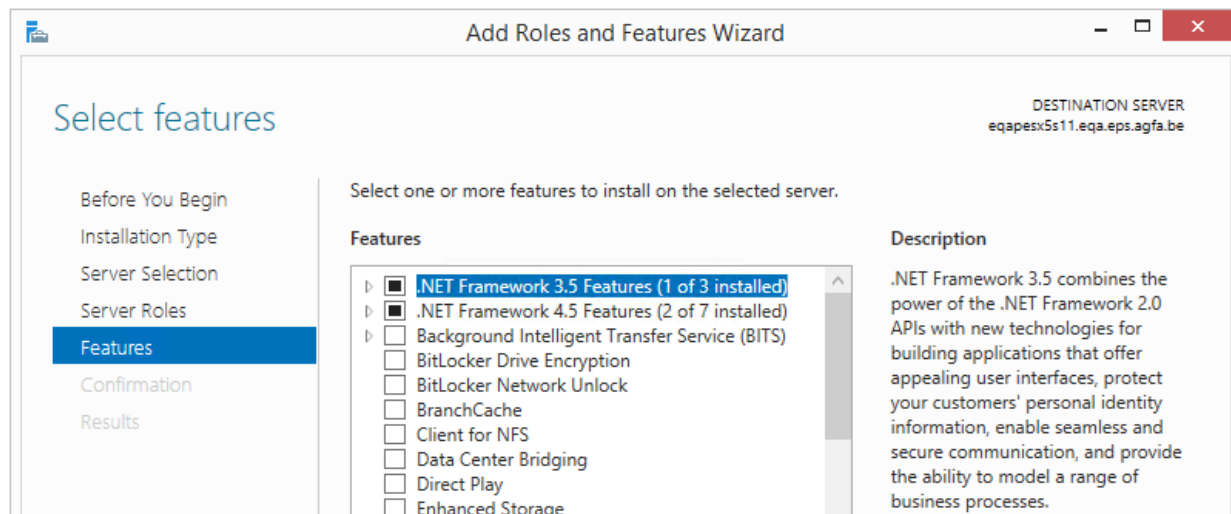 Add Roles and Features Wizard
Select features
DESTINATION SERVER
eqapesx5s11.eqa.eps.agfa.be
Before You Begin
Installation Type
Server Selection
Server Roles
Features
Confirmation
Results
Select one or more features to install on the selected server.
Features
.NET Framework 3.5 Features (1 of 3 installed)
.NET Framework 4.5 Features (2 of 7 installed)
Background Intelligent Transfer Service (BITS)
BitLocker Drive Encryption
BitLocker Network Unlock
BranchCache
Client for NFS
Data Center Bridging
Direct Play
Enhanced Storage
Description
.NET Framework 3.5 combines the
power of the .NET Framework 2.0
APIs with new technologies for
building applications that offer
appealing user interfaces, protect
your customers' personal identity
information, enable seamless and
secure communication, and provide
the ability to model a range of
business processes.